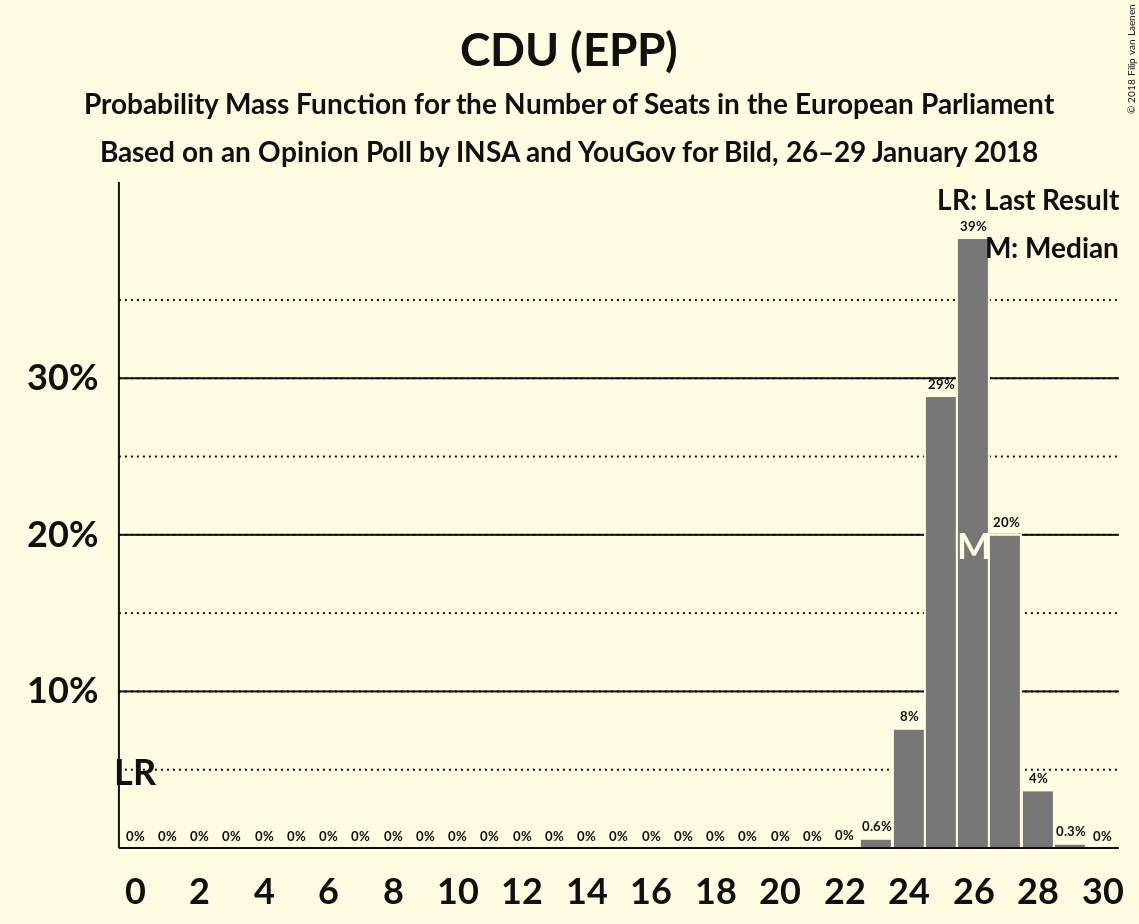 CDU (EPP)
Probability Mass Function for the Number of Seats in the European Parliament
Based on an Opinion Poll by INSA and YouGov for Bild, 26–29 January 2018
© 2018 Filip van Laenen
LR: Last Result
M: Median
30%
20%
10%
LR
M
0% 0% 0% 0% 0% 0% 0% 0% 0% 0% 0% 0% 0% 0% 0% 0% 0% 0% 0% 0% 0% 0% 0% 0.6% 8% 29% 39% 20% 4% 0.3% 0%
0 2 4 6 8 10 12 14 16 18 20 22 24 26 28 30